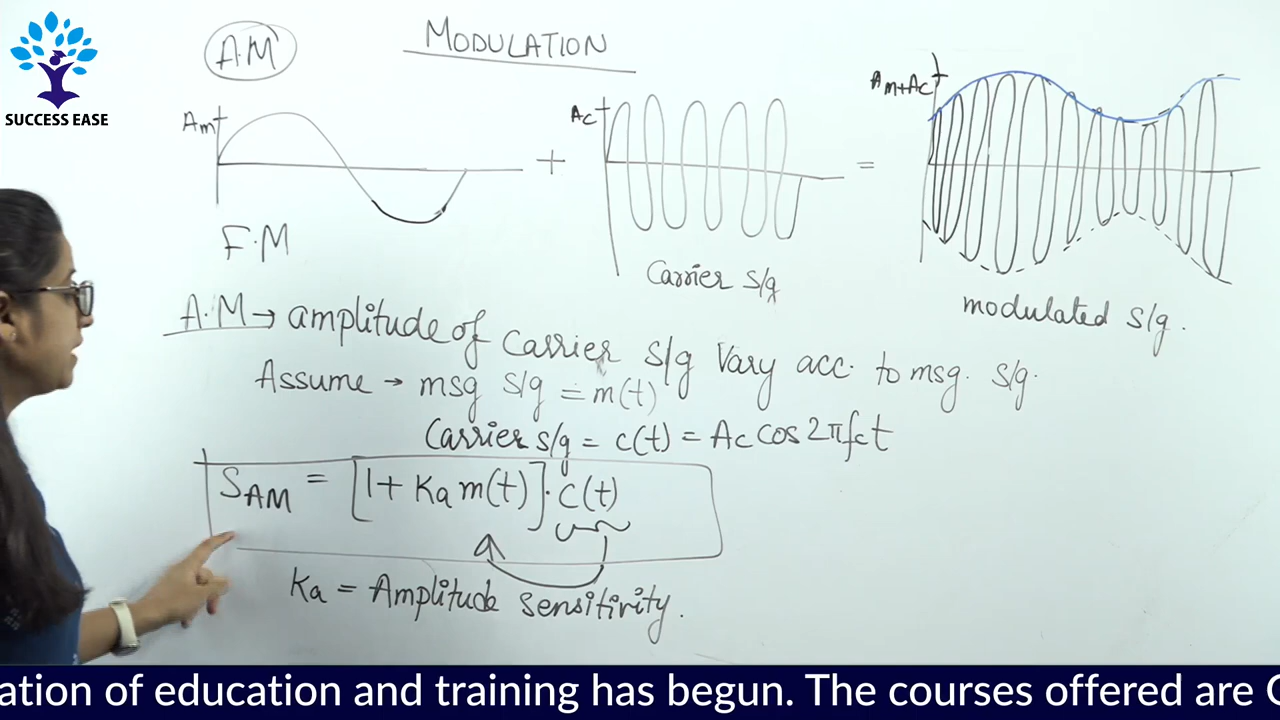 SUCCESS EASE
A.M
MODULATION
Am
+
Ac
=
Am+Ac
F.M
Carrier s/g
modulated s/g.
A.M → amplitude of carrier s/g vary acc. to msg. s/g.
Assume → msg s/g = m(t)
Carrier s/g = c(t) = Ac cos 2πfct
SAM = [1 + Ka m(t)] . c(t)
Ka = Amplitude sensitirity.
ation of education and training has begun. The courses offered are C